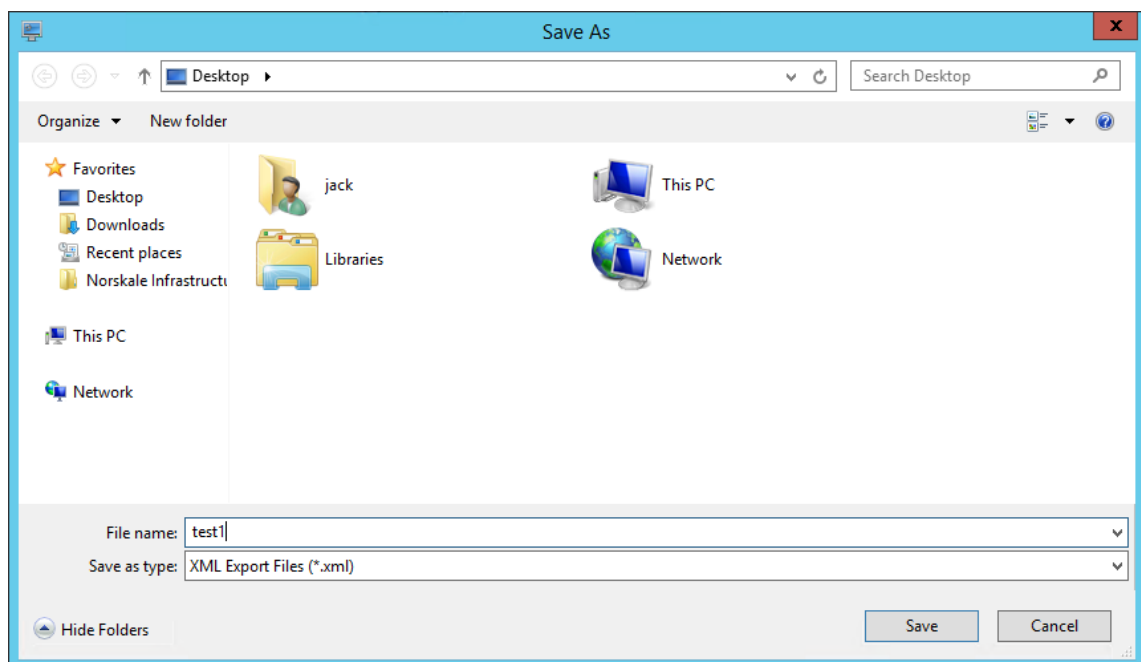 Save As
Desktop
Search Desktop
Organize New folder
Favorites
Desktop
Downloads
Recent places
Norskale Infrastructu
This PC
Network
jack
This PC
Libraries
Network
File name: test1
Save as type: XML Export Files (*.xml)
Hide Folders
Save Cancel